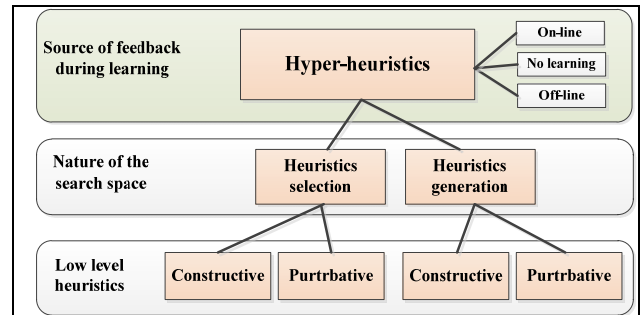 Source of feedback
during learning
Hyper-heuristics
On-line
No learning
Off-line
Nature of the
search space
Heuristics
selection
Heuristics
generation
Low level
heuristics
Constructive
Purtrbative
Constructive
Purtrbative